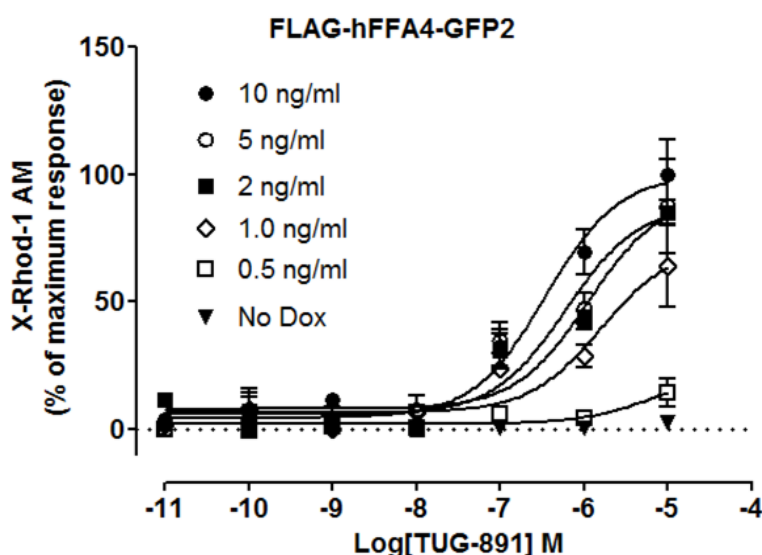 FLAG-hFFA4-GFP2
X-Rhod-1 AM
(% of maximum response)
150
100
50
0
10 ng/ml
5 ng/ml
2 ng/ml
1.0 ng/ml
0.5 ng/ml
No Dox
-11 -10 -9 -8 -7 -6 -5 -4
Log[TUG-891] M